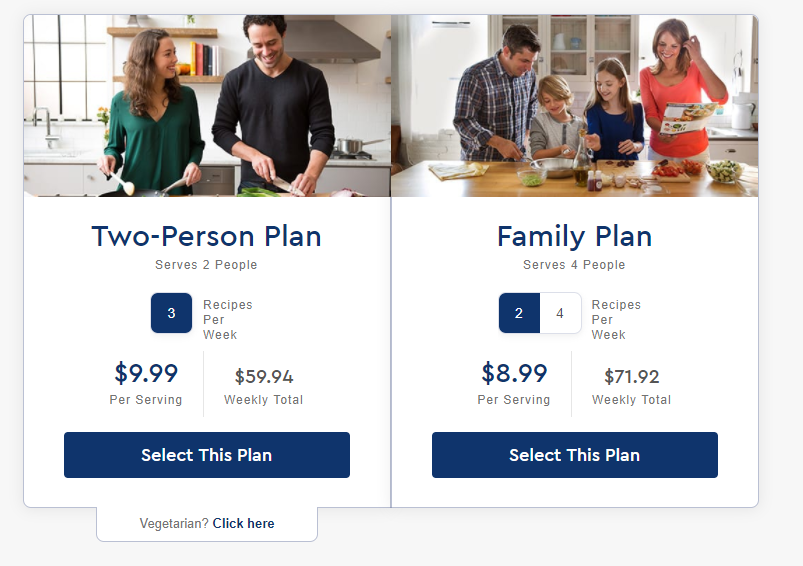 Two-Person Plan
Serves 2 People
3
Recipes
Per
Week
$9.99
Per Serving
$59.94
Weekly Total
Select This Plan
Vegetarian? Click here
Family Plan
Serves 4 People
2 4
Recipes
Per
Week
$8.99
Per Serving
$71.92
Weekly Total
Select This Plan